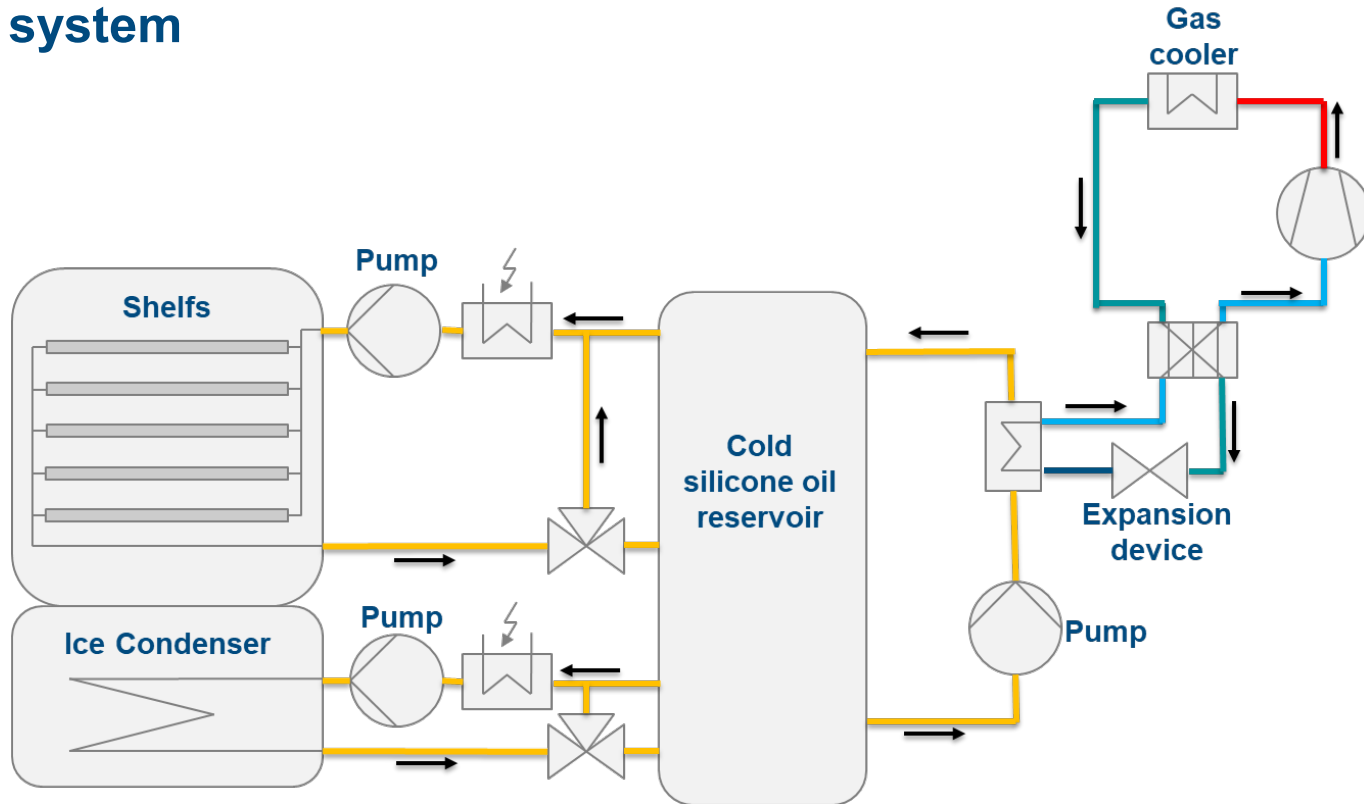 system
Gas
cooler
Pump
Shelfs
Cold
silicone oil
reservoir
Expansion
device
Pump
Ice Condenser
Pump